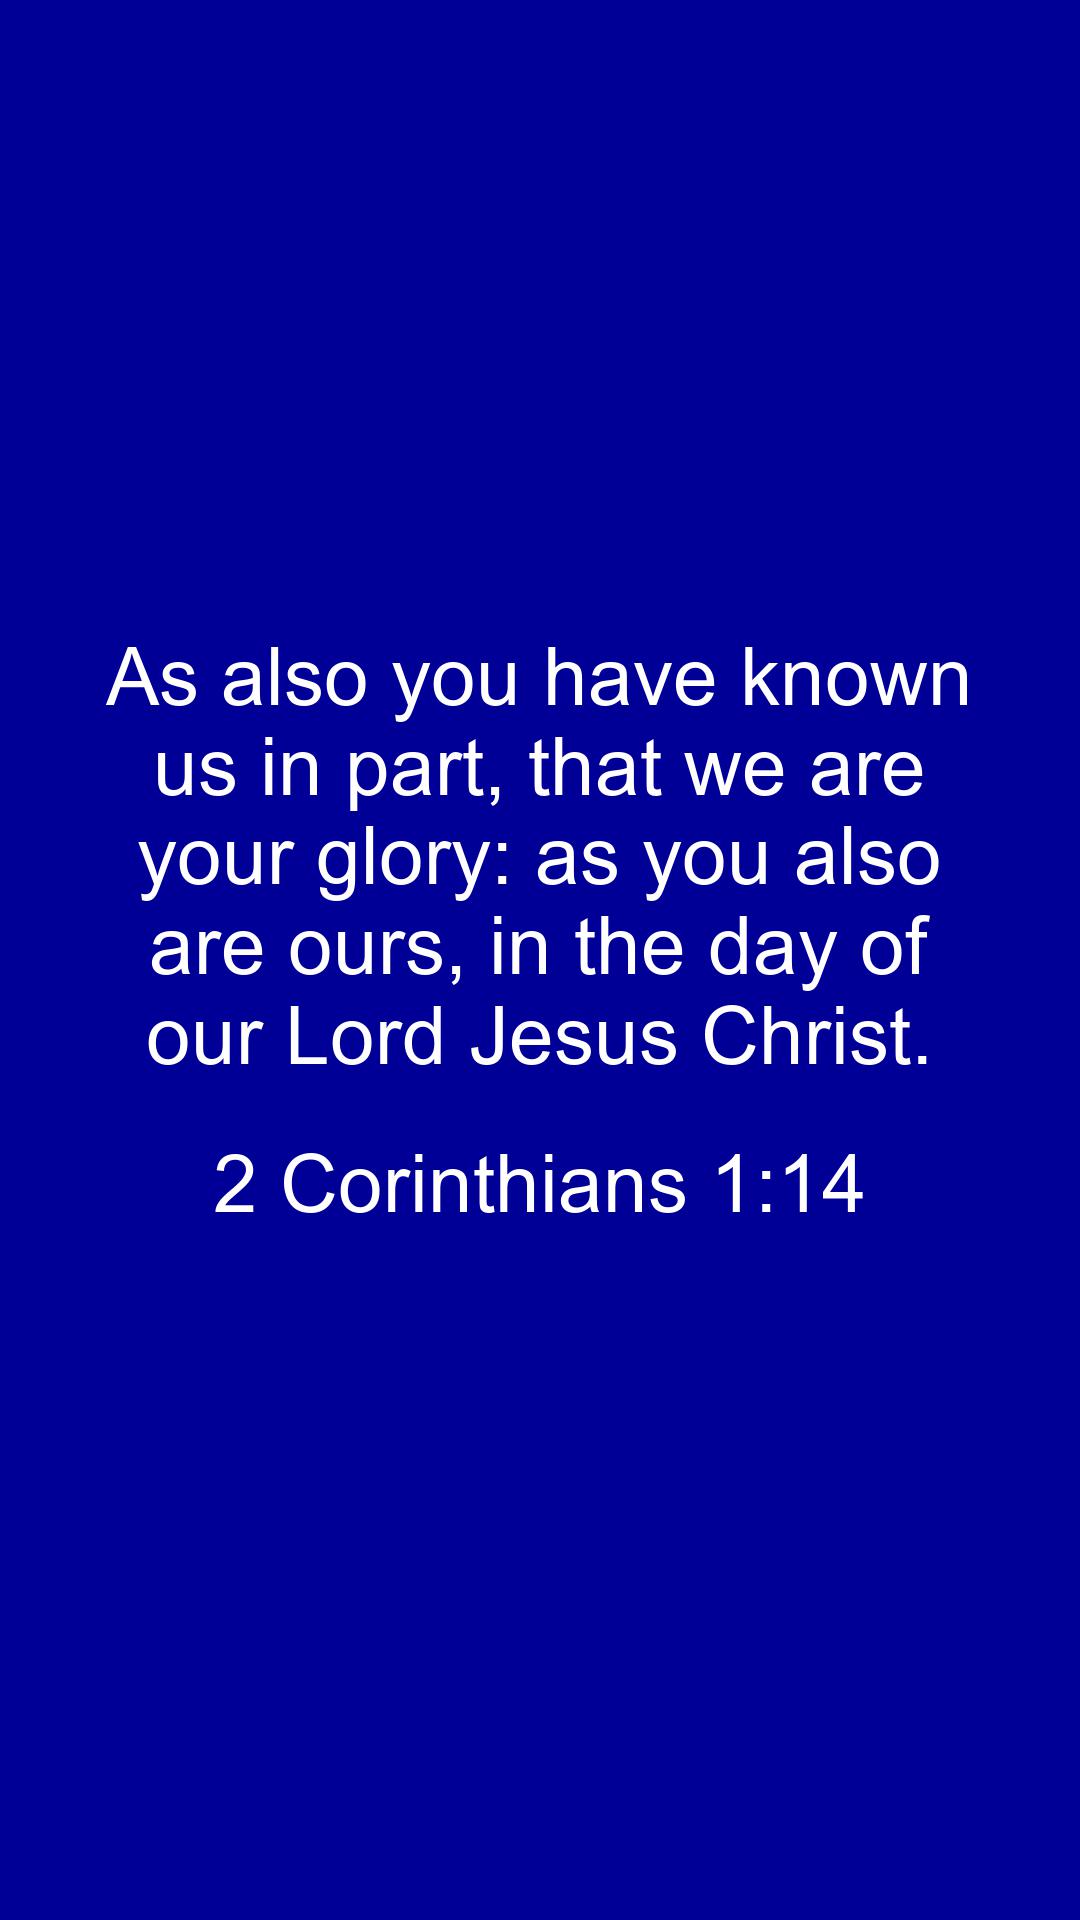 As also you have known
us in part, that we are
your glory: as you also
are ours, in the day of
our Lord Jesus Christ.
2 Corinthians 1:14